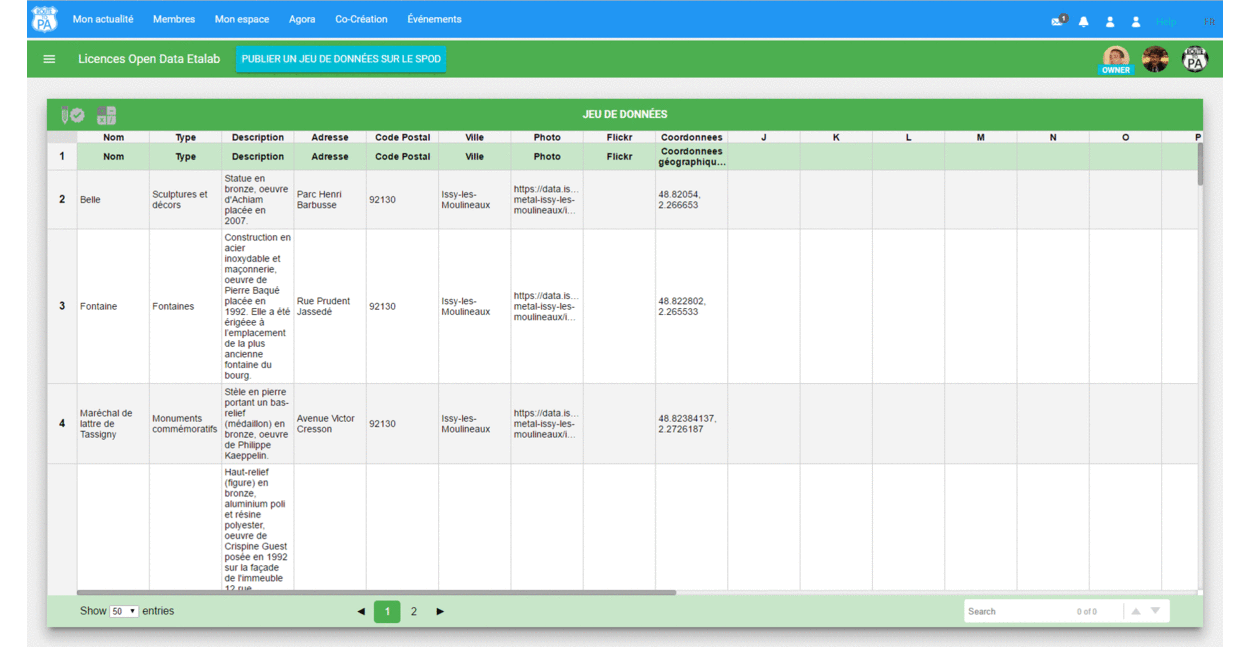 ROUTE
PA
Mon actualité Membres Mon espace Agora Co-Création Événements
1
Help
Licences Open Data Etalab PUBLIER UN JEU DE DONNÉES SUR LE SPOD
OWNER
PA
JEU DE DONNÉES
Nom Type Description Adresse Code Postal Ville Photo Flickr Coordonnees J K L M N O P
1 Nom Type Description Adresse Code Postal Ville Photo Flickr Coordonnees
géographiqu...
2 Belle
Sculptures et
décors
Statue en
bronze, oeuvre
d'Achiam
placée en
2007.
Parc Henri
Barbusse
92130
Issy-les-
Moulineaux
https://data.is...
metal-issy-les-
moulineaux/i...
48.82054,
2.266653
3 Fontaine
Fontaines
Construction en
acier
inoxydable et
maçonnerie,
oeuvre de
Pierre Baqué
placée en
1992. Elle a été
érigéee à
l'emplacement
de la plus
ancienne
fontaine du
bourg.
Rue Prudent
Jassedé
92130
Issy-les-
Moulineaux
https://data.is...
metal-issy-les-
moulineaux/i...
48.822802,
2.265533
4 Maréchal de
lattre de
Tassigny
Monuments
commémoratifs
Stèle en pierre
portant un bas-
relief
(médaillon) en
bronze, oeuvre
de Philippe
Kaeppelin.
Avenue Victor
Cresson
92130
Issy-les-
Moulineaux
https://data.is...
metal-issy-les-
moulineaux/i...
48.82384137,
2.2726187
Haut-relief
(figure) en
bronze,
aluminium poli
et résine
polyester,
oeuvre de
Crispine Guest
posée en 1992
sur la façade
de l'immeuble
12 rue
Show 50 entries 1 2 Search 0 of 0